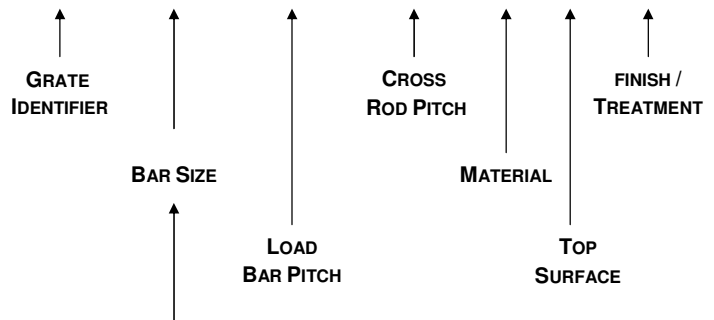 GRATE
IDENTIFIER
CROSS
ROD PITCH
FINISH /
TREATMENT
BAR SIZE
MATERIAL
LOAD
BAR PITCH
TOP
SURFACE